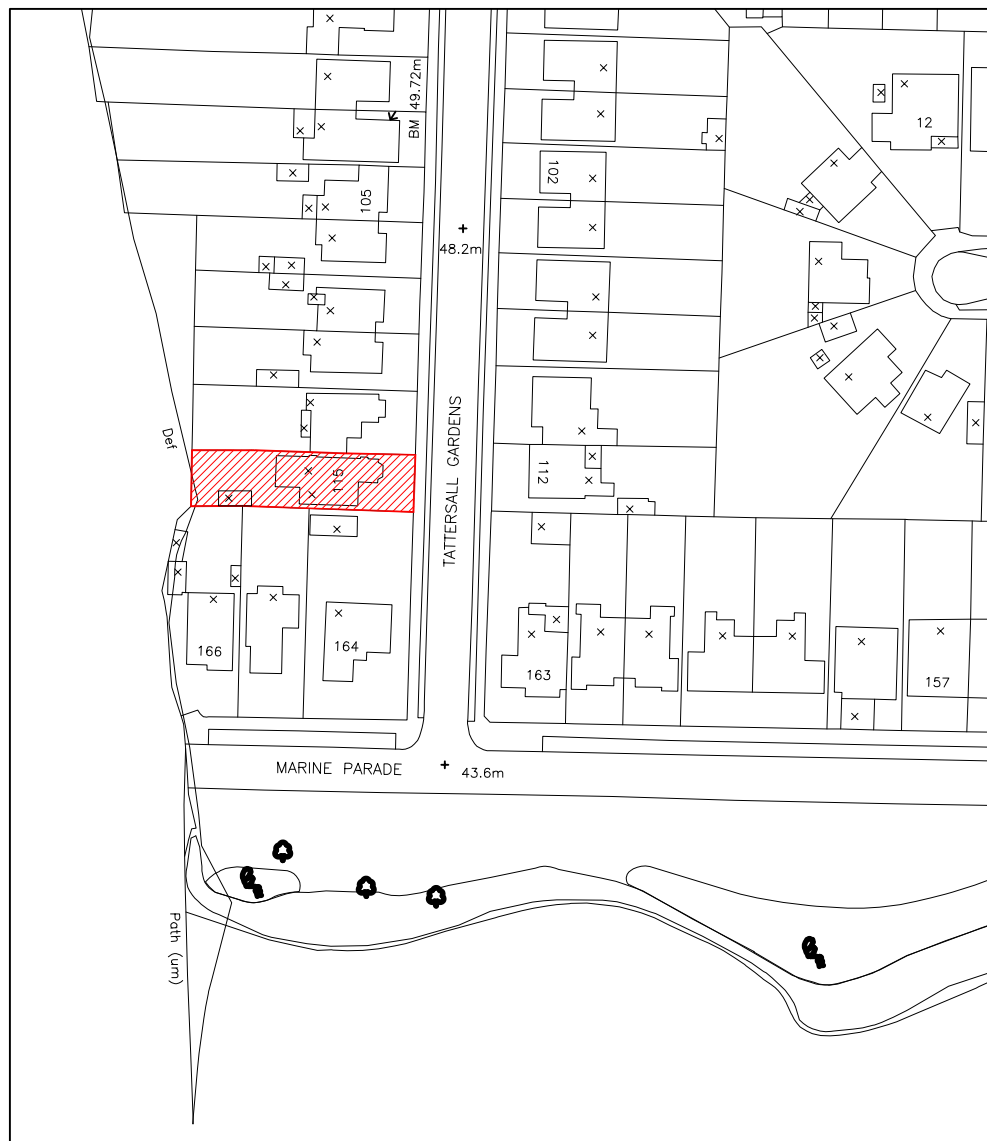 BM 49.72m
12
105
102
48.2m
Def
TATTERSALL GARDENS
115
112
166
164
163
157
MARINE PARADE
43.6m
Path (um)